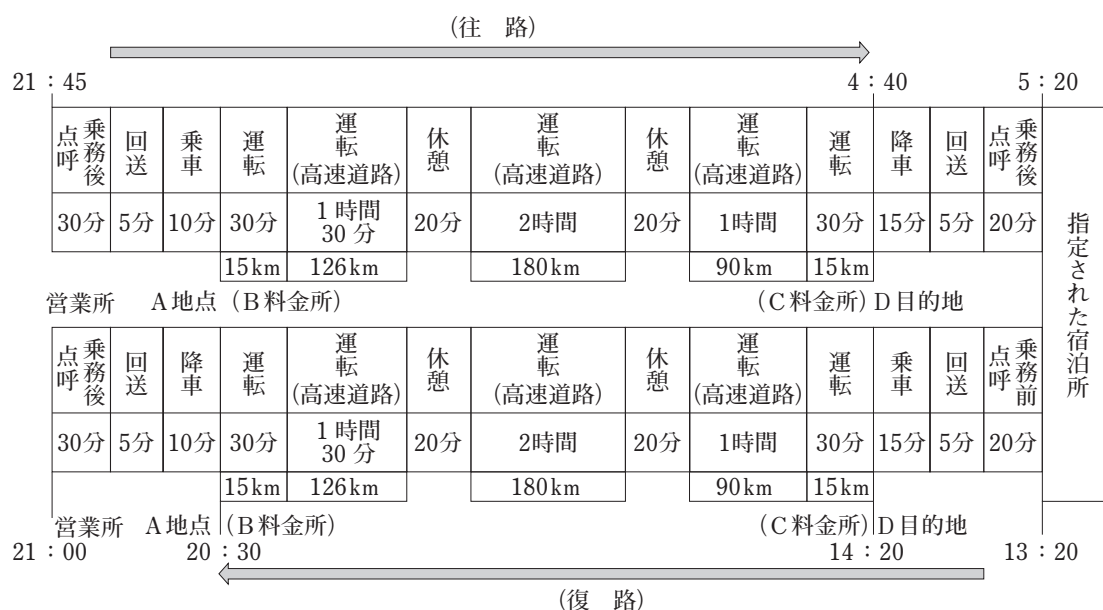 (往　路)
21：45　4：40　5：20
乗務後点呼　回送　乗車　運転　運転(高速道路)　休憩　運転(高速道路)　休憩　運転(高速道路)　運転　降車　回送　乗務後点呼
30分　5分　10分　30分　1時間30分　20分　2時間　20分　1時間　30分　15分　5分　20分
15km　126km　180km　90km　15km
指定された宿泊所
営業所　A地点　(B料金所)　(C料金所)　D目的地
乗務後点呼　回送　降車　運転　運転(高速道路)　休憩　運転(高速道路)　休憩　運転(高速道路)　運転　乗車　回送　乗務前点呼
30分　5分　10分　30分　1時間30分　20分　2時間　20分　1時間　30分　15分　5分　20分
15km　126km　180km　90km　15km
営業所　A地点　(B料金所)　(C料金所)　D目的地
21：00　20：30　14：20　13：20
(復　路)